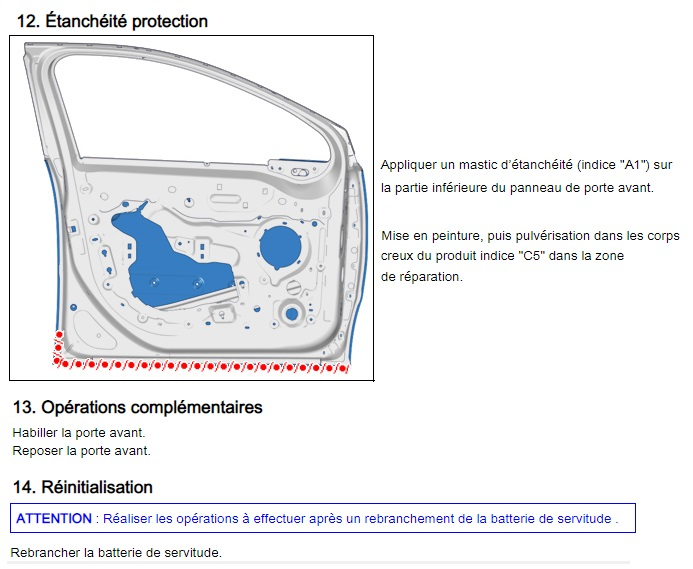 12. Étanchéité protection
Appliquer un mastic d'étanchéité (indice "A1") sur
la partie inférieure du panneau de porte avant.
Mise en peinture, puis pulvérisation dans les corps
creux du produit indice "C5" dans la zone
de réparation.
13. Opérations complémentaires
Habiller la porte avant.
Reposer la porte avant.
14. Réinitialisation
ATTENTION : Réaliser les opérations à effectuer après un rebranchement de la batterie de servitude .
Rebrancher la batterie de servitude.